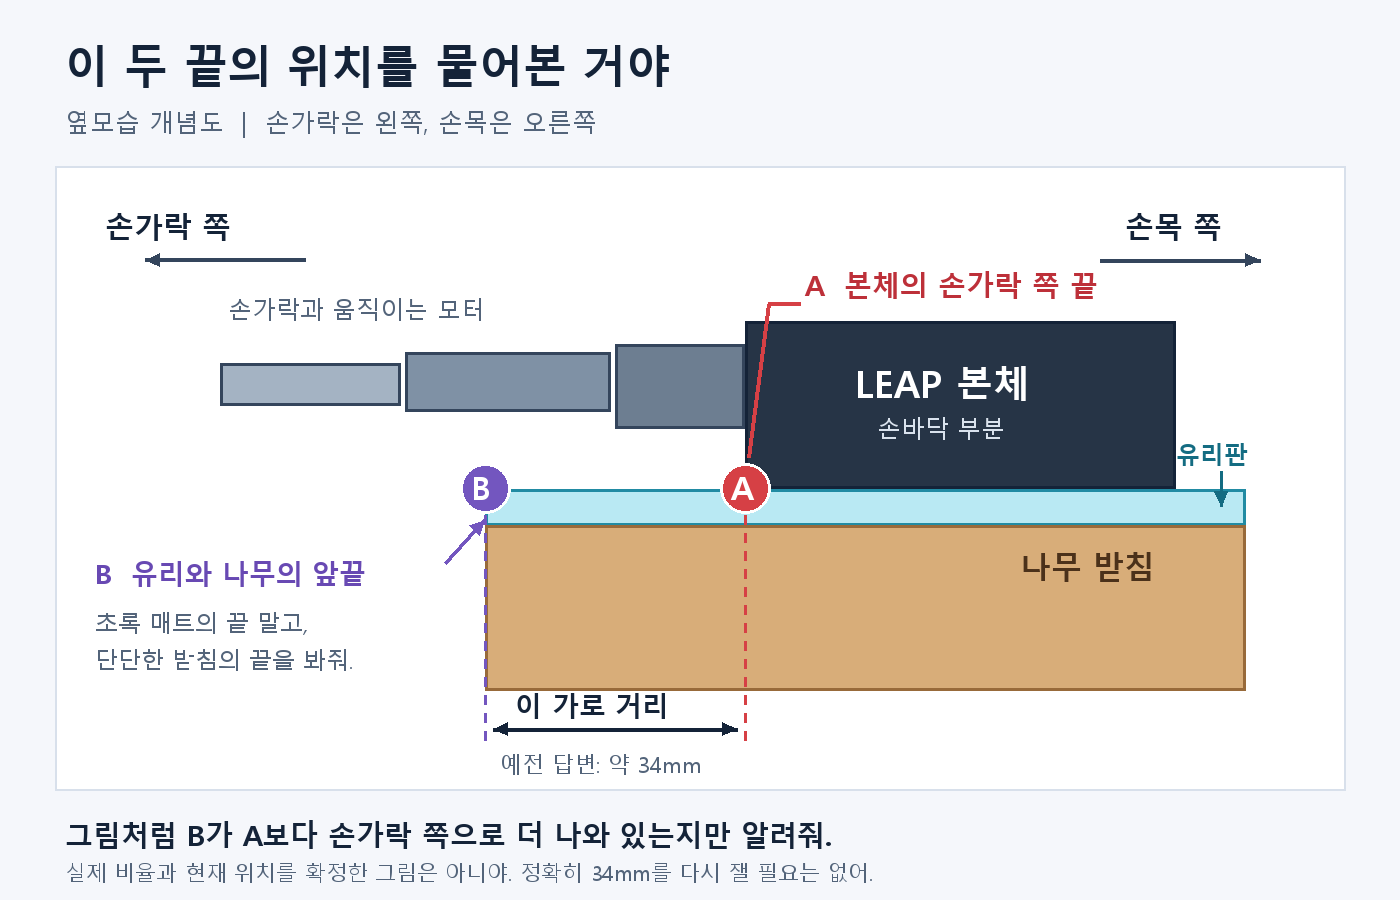 이 두 끝의 위치를 묻어본 거야
옆모습 개념도 | 손가락은 왼쪽, 손목은 오른쪽
손가락 쪽
손목 쪽
A 본체의 손가락 쪽 끝
손가락과 움직이는 모터
LEAP 본체
손바닥 부분
유리판
B
A
나무 받침
B 유리와 나무의 앞끝
초록 매트의 끝 말고,
단단한 받침의 끝을 봐줘.
이 가로 거리
예전 답변: 약 34mm
그림처럼 B가 A보다 손가락 쪽으로 더 나와 있는지만 알려줘.
실제 비율과 현재 위치를 확정한 그림은 아니야. 정확히 34mm를 다시 잴 필요는 없어.